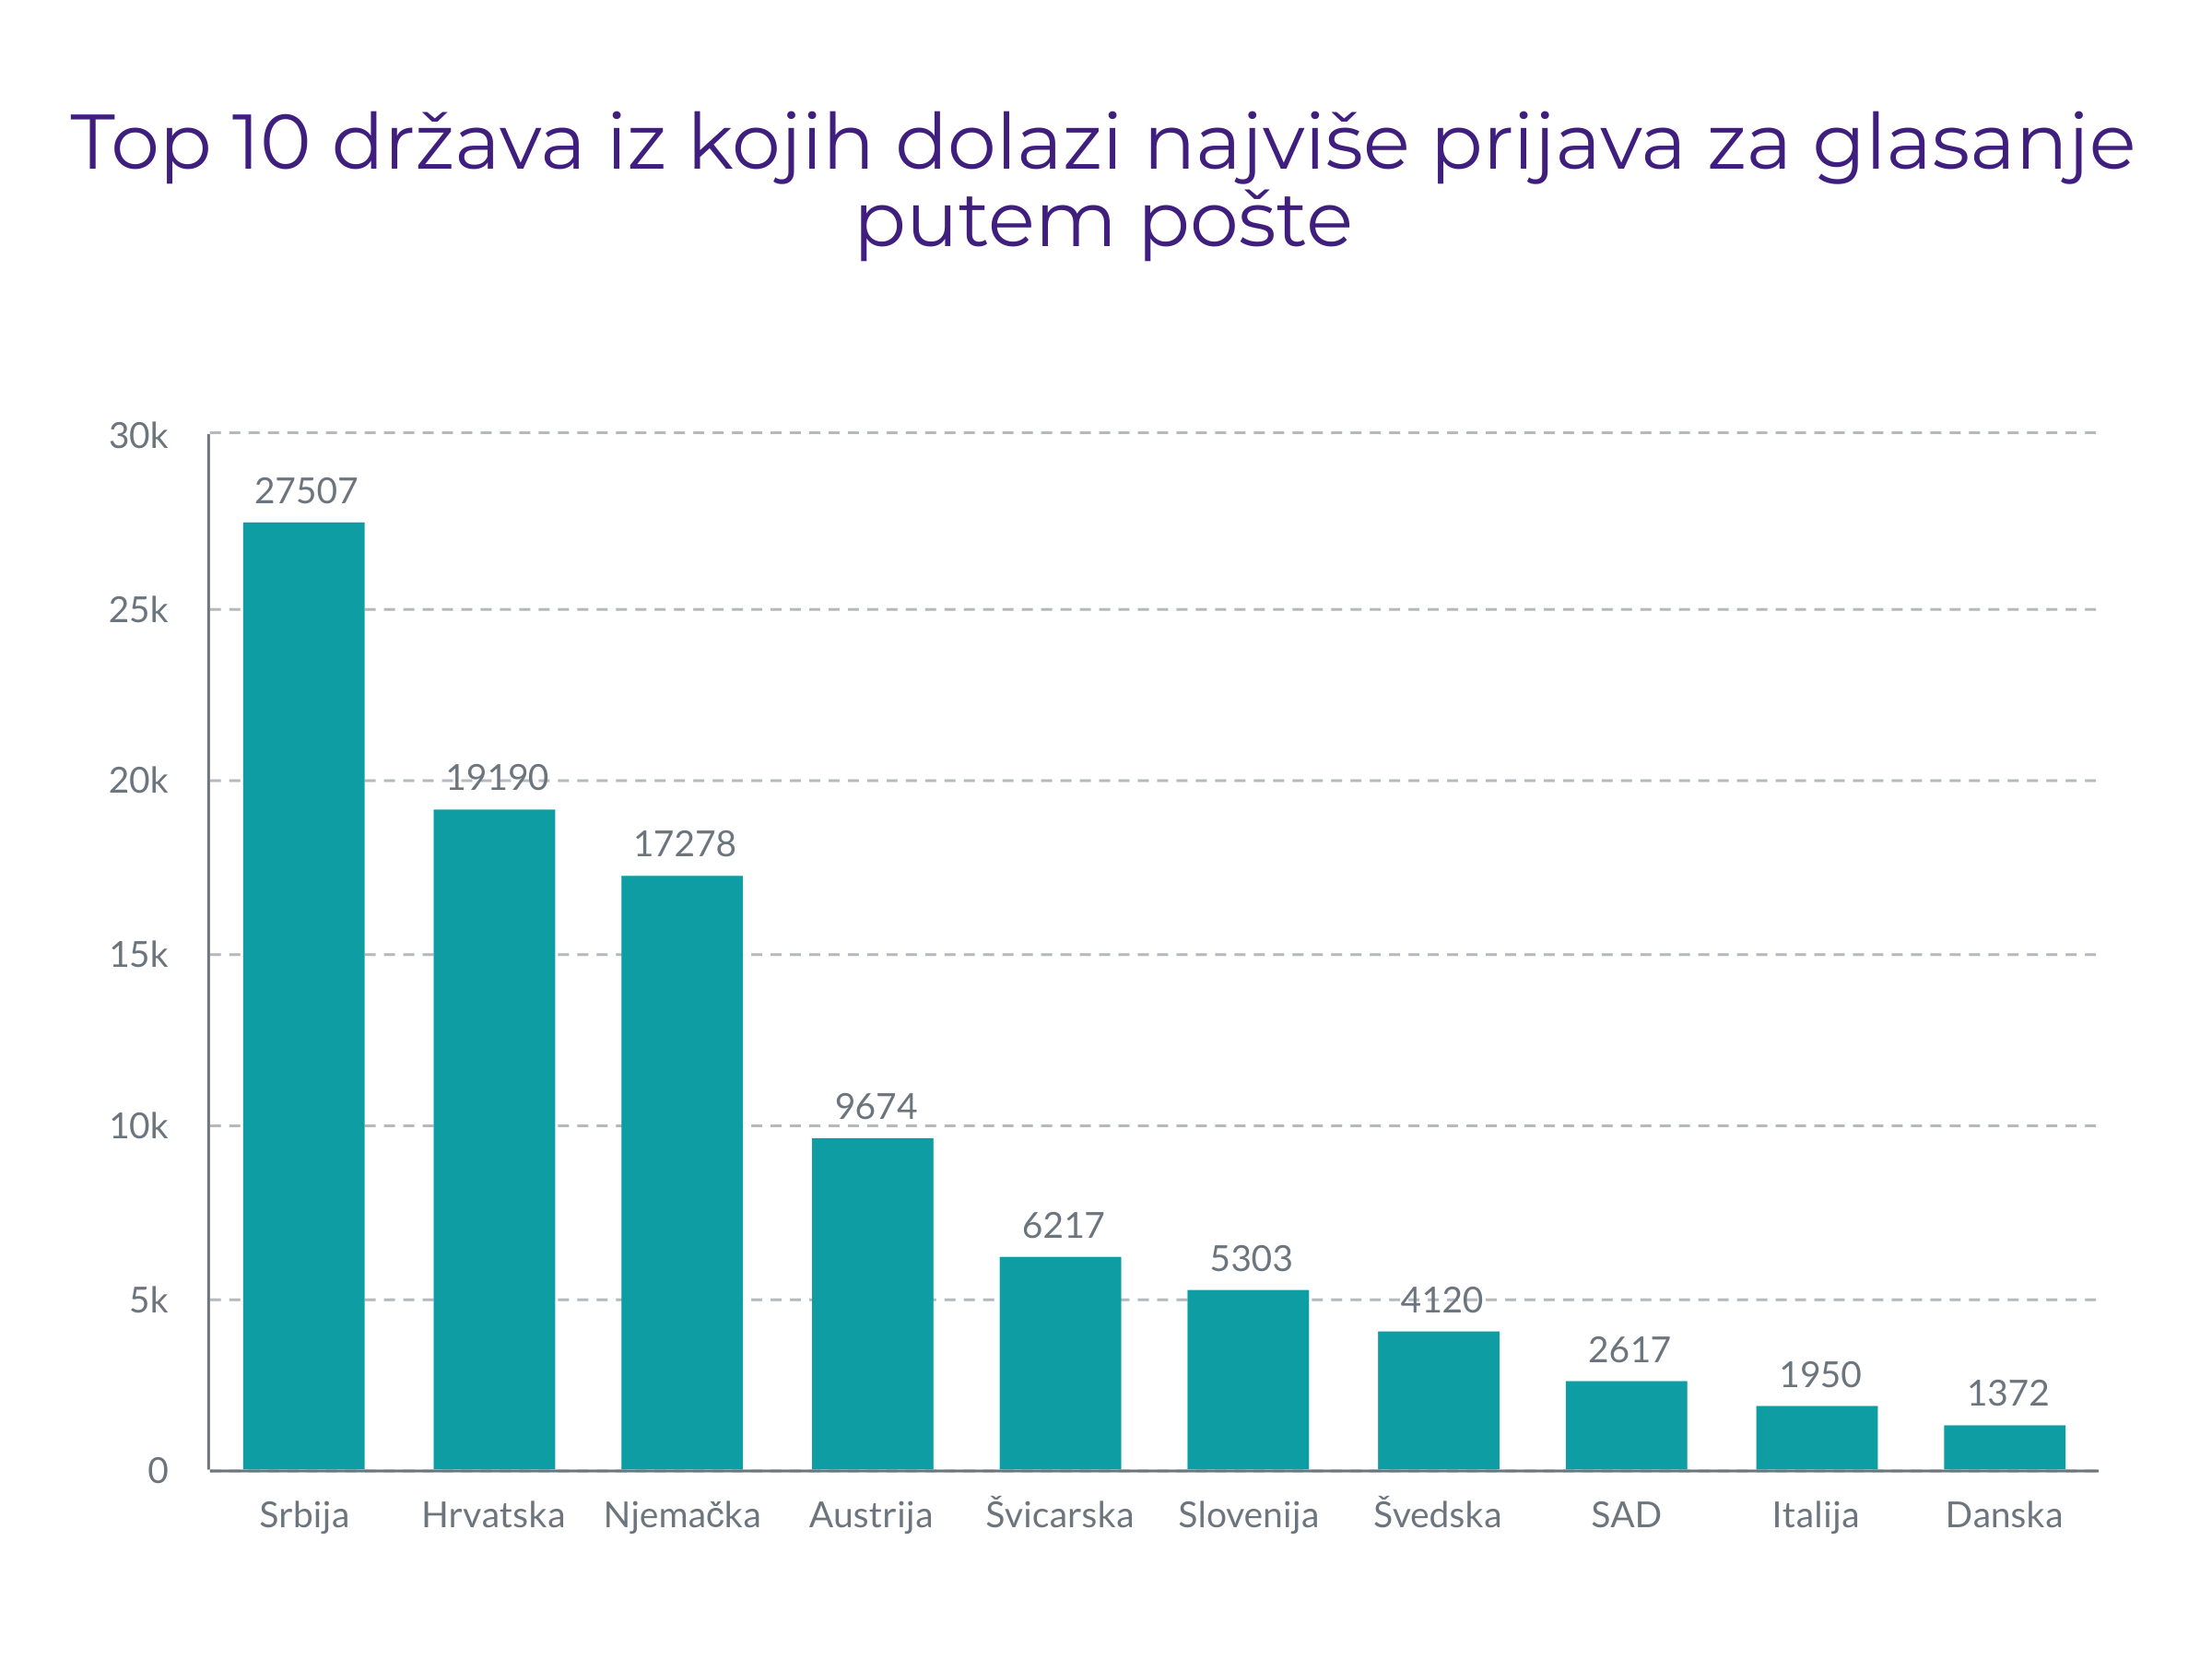 Top 10 država iz kojih dolazi najviše prijava za glasanje
putem pošte
30k
27507
25k
20k
19190
17278
15k
10k
9674
6217
5303
5k
4120
2617
1950
1372
0
Srbija Hrvatska Njemačka Austrija Švicarska Slovenija Švedska SAD Italija Danska